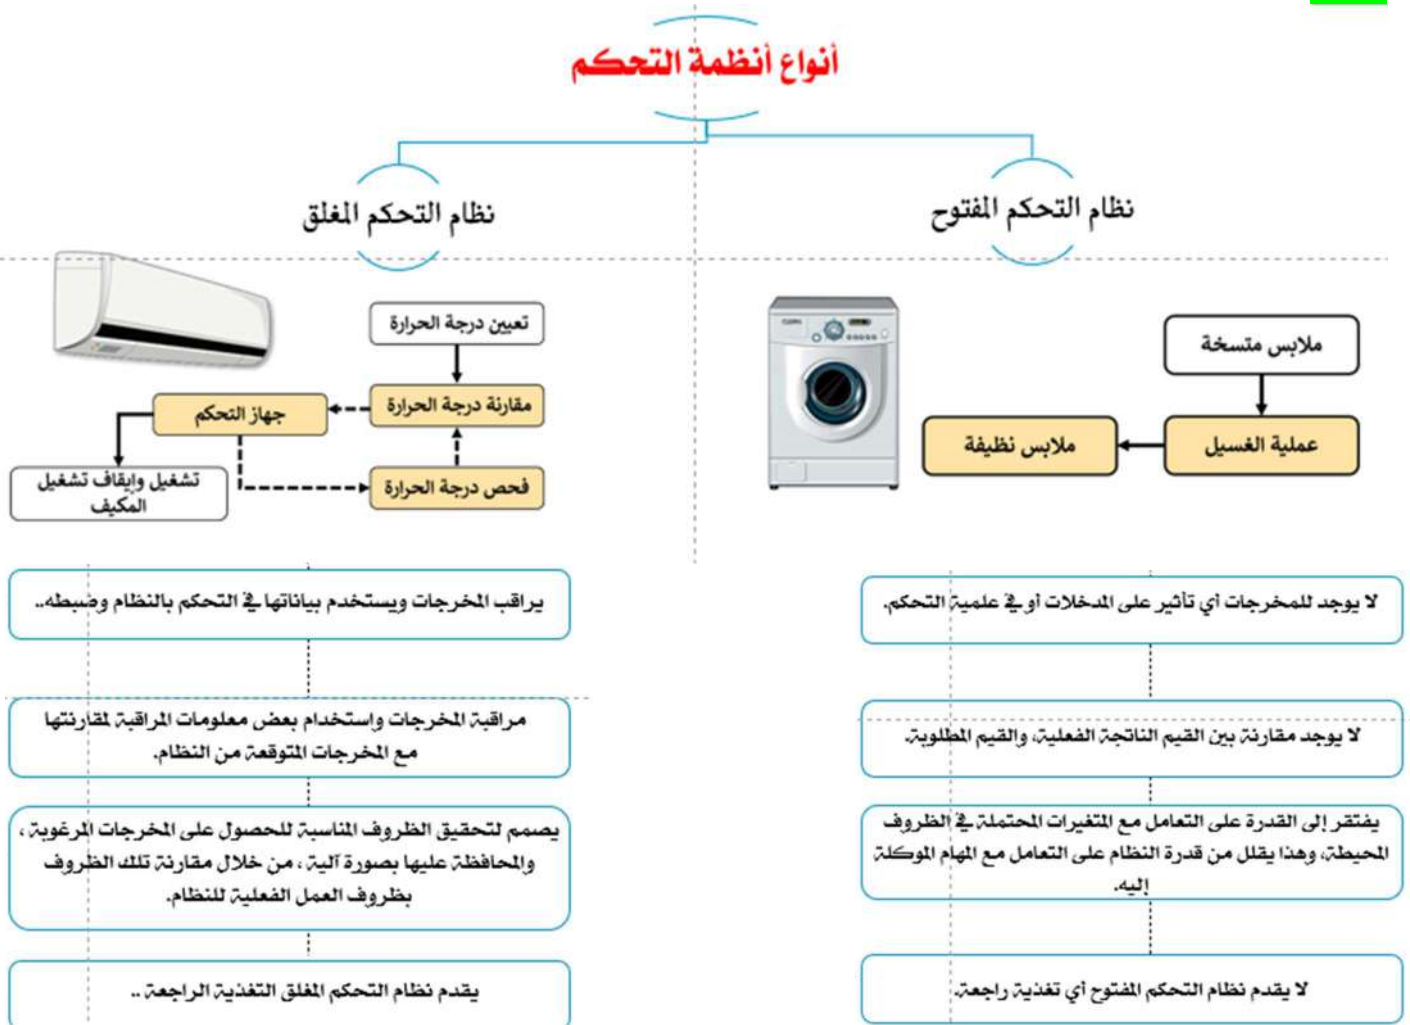 أنواع أنظمة التحكم
نظام التحكم المفتوح
ملابس متسخة
عملية الغسيل
ملابس نظيفة
لا يوجد للمخرجات أي تأثير على المدخلات أو في علمية التحكم.
لا يوجد مقارنة بين القيم الناتجة الفعلية، والقيم المطلوبة.
يفتقر إلى القدرة على التعامل مع المتغيرات المحتملة في الظروف
المحيطة، وهذا يقلل من قدرة النظام على التعامل مع المهام الموكلة
إليه.
لا يقدم نظام التحكم المفتوح أي تغذية راجعة.
نظام التحكم المغلق
تعيين درجة الحرارة
مقارنة درجة الحرارة
جهاز التحكم
فحص درجة الحرارة
تشغيل وإيقاف تشغيل
المكيف
يراقب المخرجات ويستخدم بياناتها في التحكم بالنظام وضبطه..
مراقبة المخرجات واستخدام بعض معلومات المراقبة لمقارنتها
مع المخرجات المتوقعة من النظام.
يصمم لتحقيق الظروف المناسبة للحصول على المخرجات المرغوبة ،
والمحافظة عليها بصورة آلية ، من خلال مقارنة تلك الظروف
بظروف العمل الفعلية للنظام.
يقدم نظام التحكم المغلق التغذية الراجعة ..